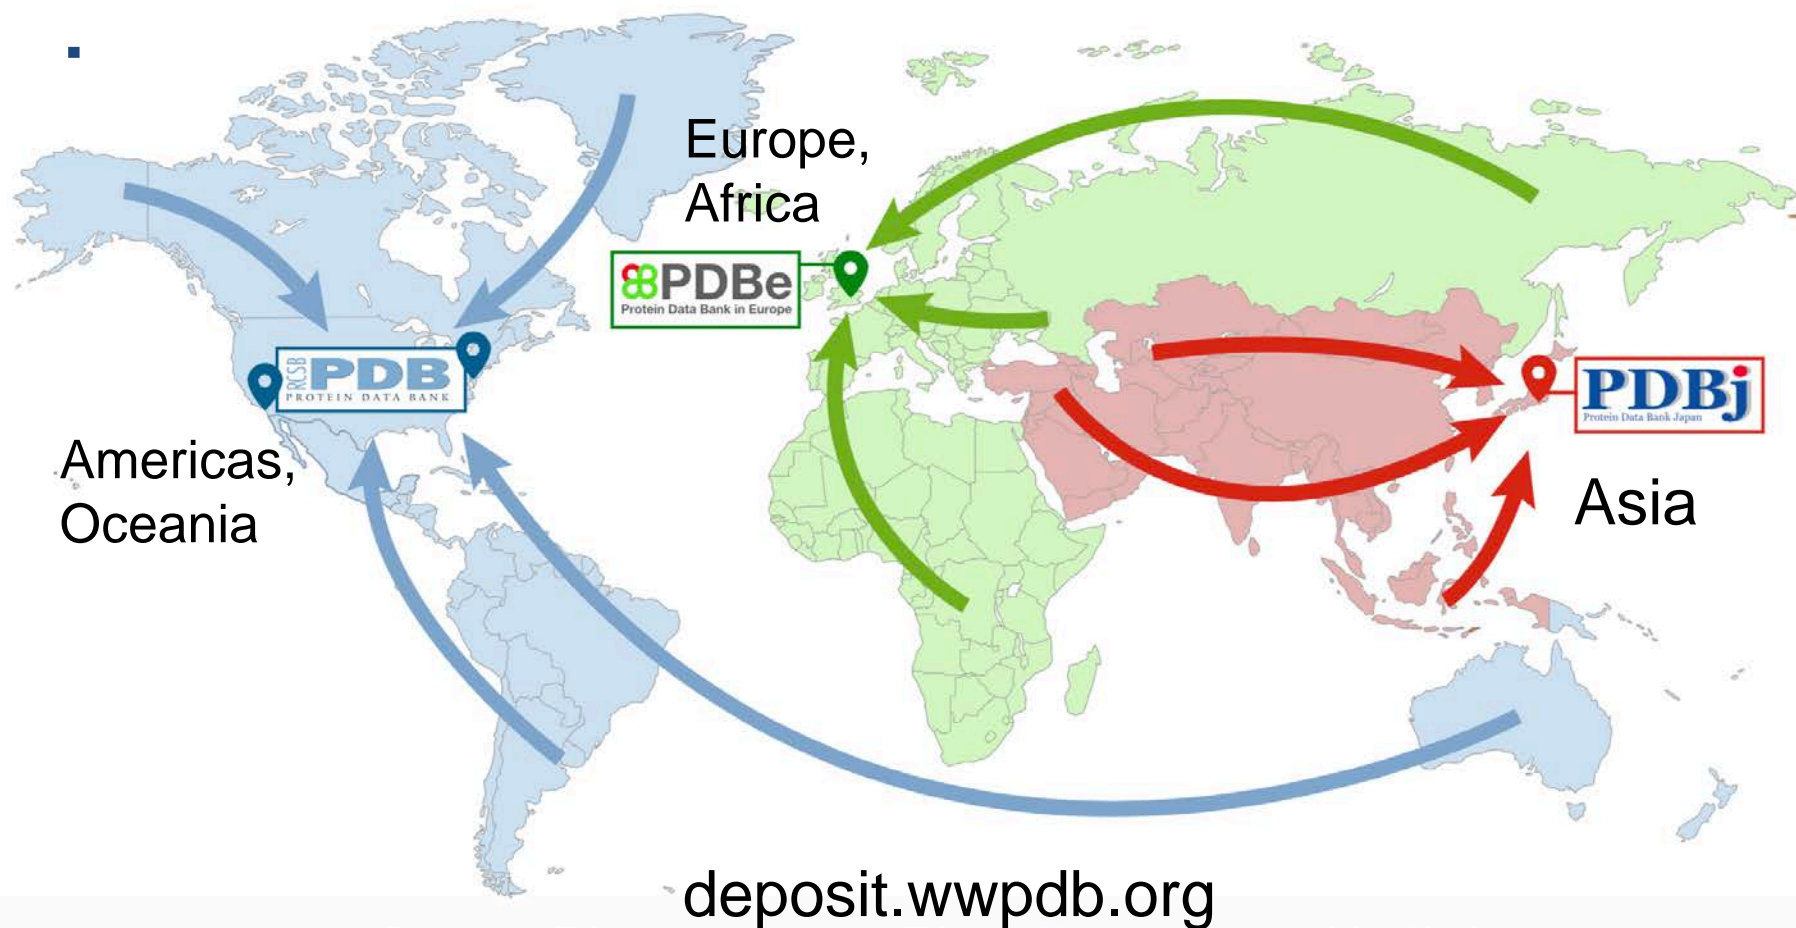 Europe,
Africa
PDBe
Protein Data Bank in Europe
RCSB
PDB
PROTEIN DATA BANK
PDBj
Protein Data Bank Japan
Americas,
Oceania
Asia
deposit.wwpdb.org